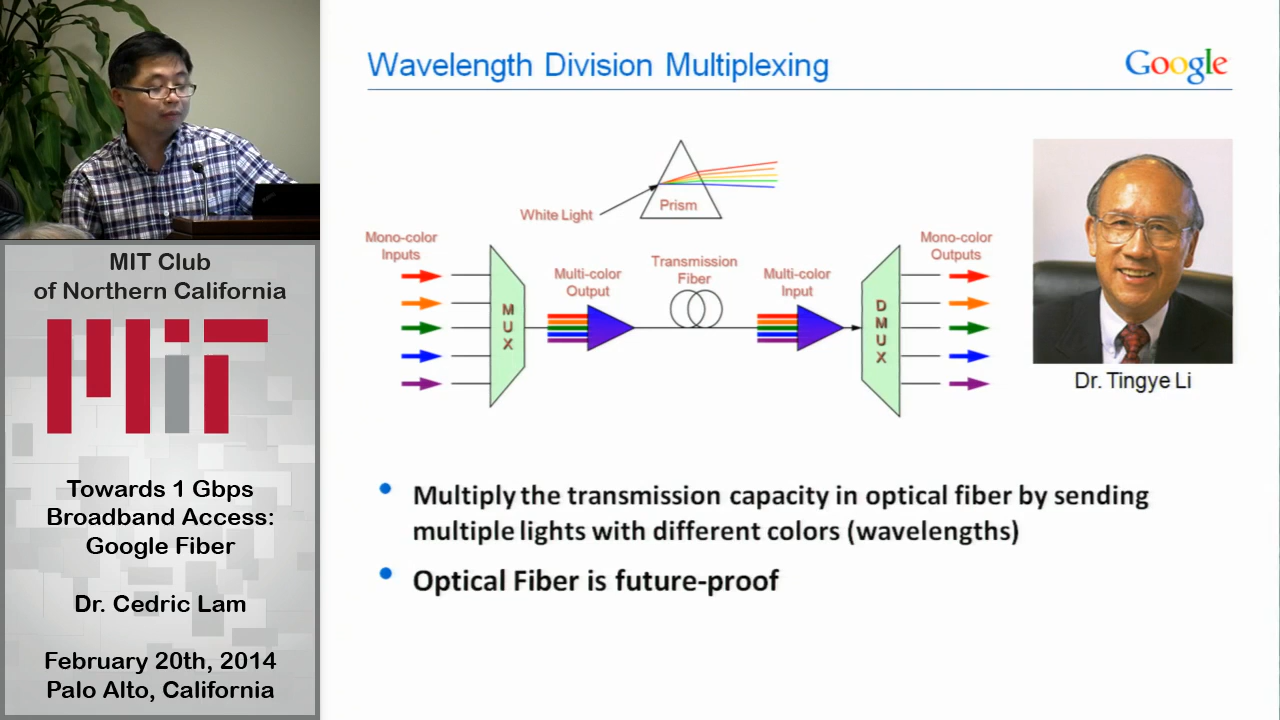 MIT Club
of Northern California
MIT
Towards 1 Gbps
Broadband Access:
Google Fiber
Dr. Cedric Lam
February 20th, 2014
Palo Alto, California
Wavelength Division Multiplexing
Google
White Light
Prism
Mono-color
Inputs
MUX
Multi-color
Output
Transmission
Fiber
Multi-color
Input
DMUX
Mono-color
Outputs
Dr. Tingye Li
• Multiply the transmission capacity in optical fiber by sending
multiple lights with different colors (wavelengths)
• Optical Fiber is future-proof